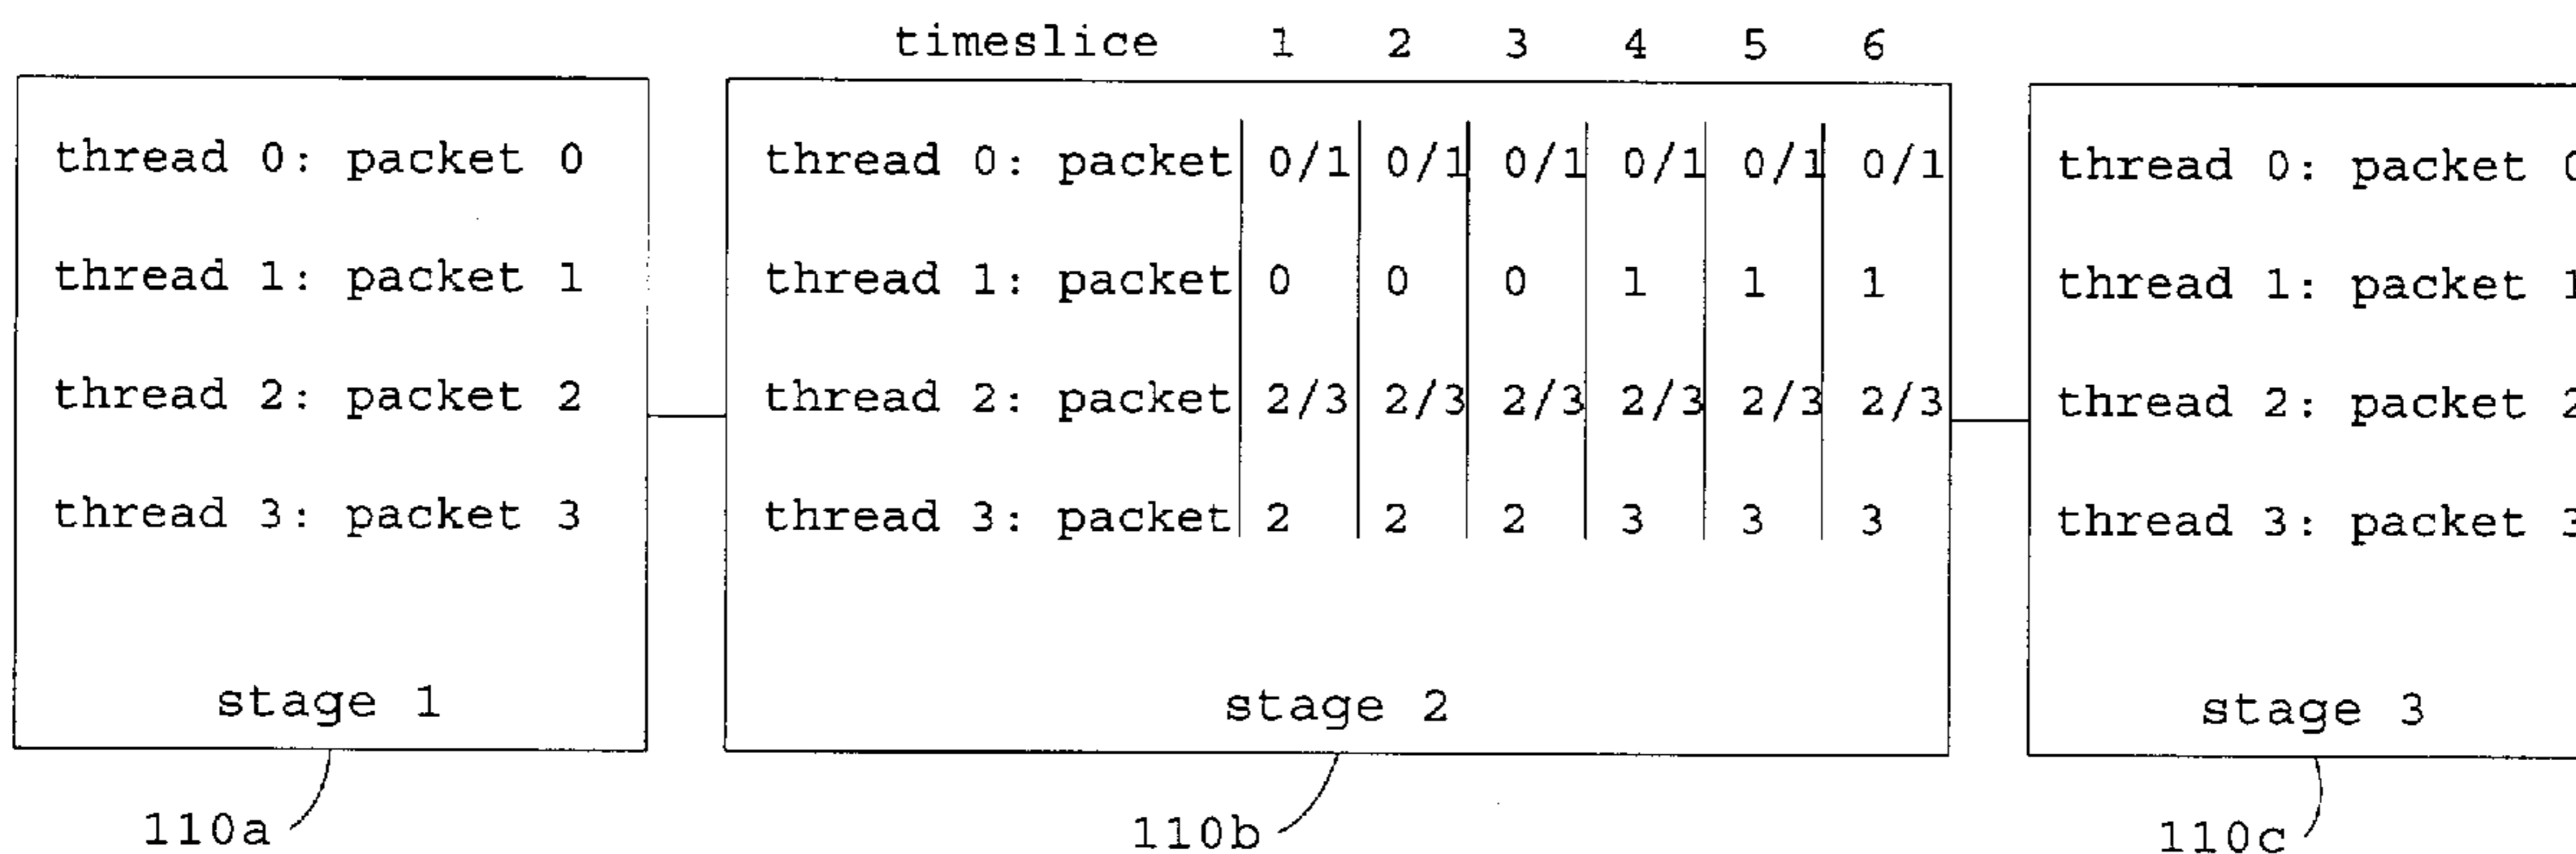 timeslice 1 2 3 4 5 6
thread 0: packet 0
thread 1: packet 1
thread 2: packet 2
thread 3: packet 3
stage 1
110a
thread 0: packet 0/1 0/1 0/1 0/1 0/1 0/1
thread 1: packet 0 0 0 1 1 1
thread 2: packet 2/3 2/3 2/3 2/3 2/3 2/3
thread 3: packet 2 2 2 3 3 3
stage 2
110b
thread 0: packet 0
thread 1: packet 1
thread 2: packet 2
thread 3: packet 3
stage 3
110c